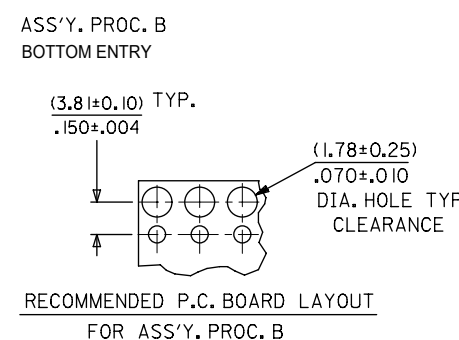 ASS'Y. PROC. B
BOTTOM ENTRY
(3.81±0.10) TYP.
.150±.004
(1.78±0.25)
.070±.010
DIA. HOLE TYP
CLEARANCE
RECOMMENDED P.C. BOARD LAYOUT
FOR ASS'Y. PROC. B